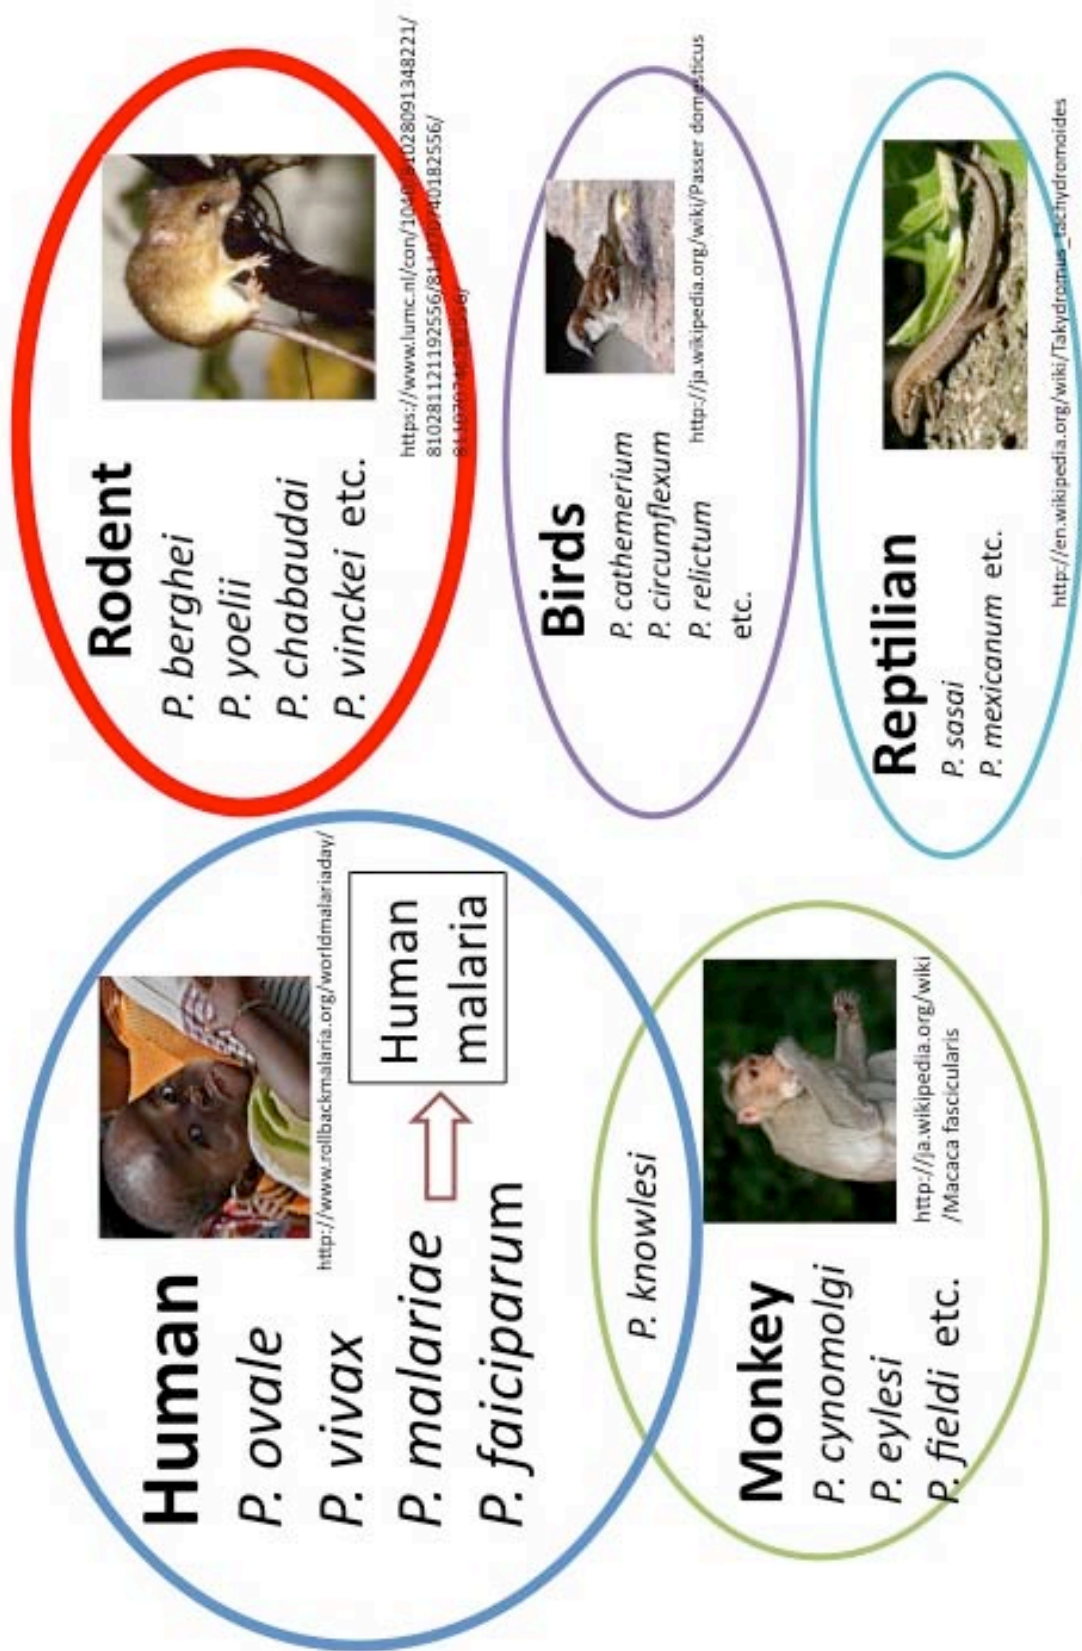 Human
P. ovale
P. vivax
P. malariae
P. faiciparum
http://www.rollbackmalaria.org/worldmalariaday/
Human
malaria
P. knowlesi
Monkey
P. cynomolgi
P. eylesi
P. fieldi etc.
http://ja.wikipedia.org/wiki
/Macaca fascicularis
Rodent
P. berghei
P. yoelii
P. chabaudai
P. vinckei etc.
Birds
P. cathemerium
P. circumflexum
P. relictum
etc.
http://ja.wikipedia.org/wiki/Passer domesticus
Reptilian
P. sasai
P. mexicanum etc.
http://en.wikipedia.org/wiki/Takydromus_tachydromoides